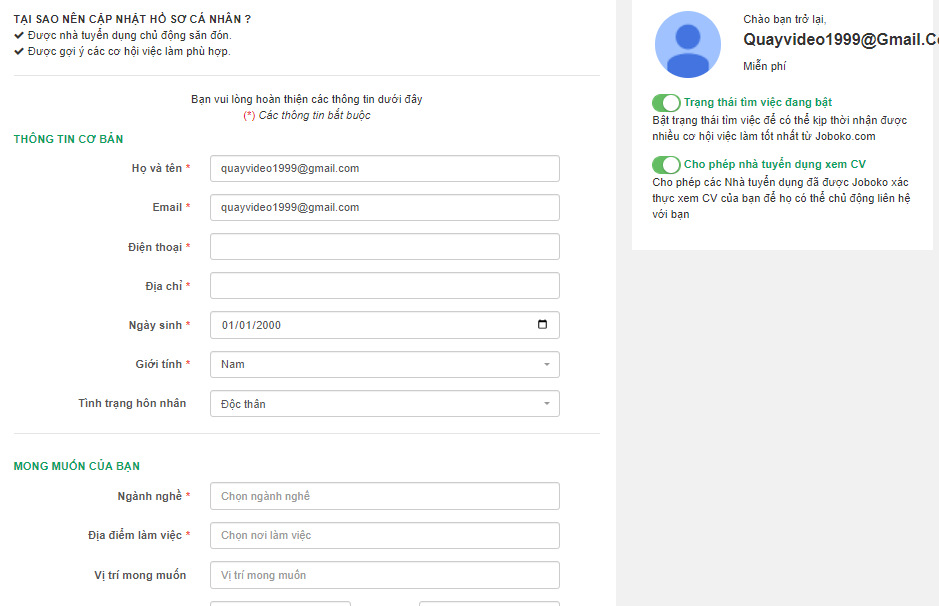 TẠI SAO NÊN CẬP NHẬT HỒ SƠ CÁ NHÂN ?
Được nhà tuyển dụng chủ động săn đón.
Được gợi ý các cơ hội việc làm phù hợp.
Bạn vui lòng hoàn thiện các thông tin dưới đây
(*) Các thông tin bắt buộc
THÔNG TIN CƠ BẢN
Họ và tên * quayvideo1999@gmail.com
Email * quayvideo1999@gmail.com
Điện thoại *
Địa chỉ *
Ngày sinh * 01/01/2000
Giới tính * Nam
Tình trạng hôn nhân Độc thân
MONG MUỐN CỦA BẠN
Ngành nghề * Chọn ngành nghề
Địa điểm làm việc * Chọn nơi làm việc
Vị trí mong muốn Vị trí mong muốn
Chào bạn trở lại,
Quayvideo1999@Gmail.Co
Miễn phí
Trạng thái tìm việc đang bật
Bật trạng thái tìm việc để có thể kịp thời nhận được
nhiều cơ hội việc làm tốt nhất từ Joboko.com
Cho phép nhà tuyển dụng xem CV
Cho phép các Nhà tuyển dụng đã được Joboko xác
thực xem CV của bạn để họ có thể chủ động liên hệ
với bạn